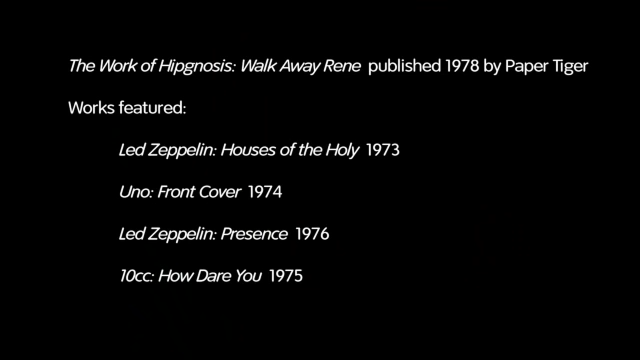 The Work of Hipgnosis: Walk Away Rene published 1978 by Paper Tiger
Works featured:
Led Zeppelin: Houses of the Holy 1973
Uno: Front Cover 1974
Led Zeppelin: Presence 1976
10cc: How Dare You 1975